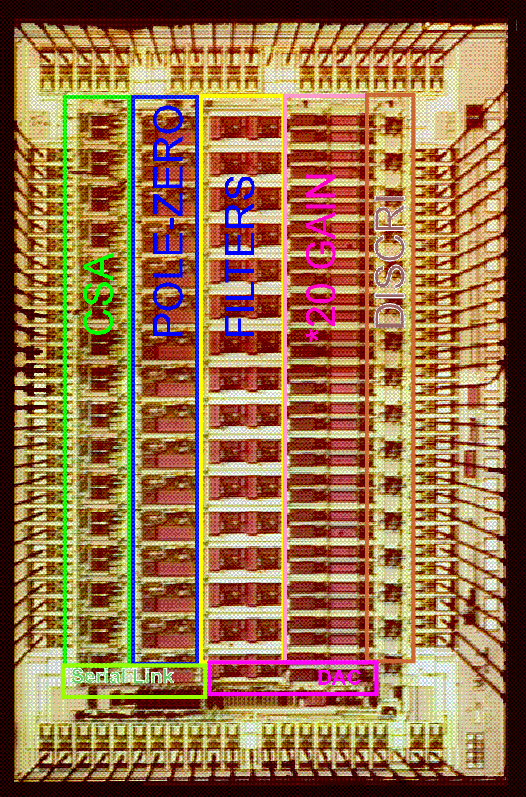 CSA
POLE-ZERO
FILTERS
*20 GAIN
DISCRI
Serial Link
DAC